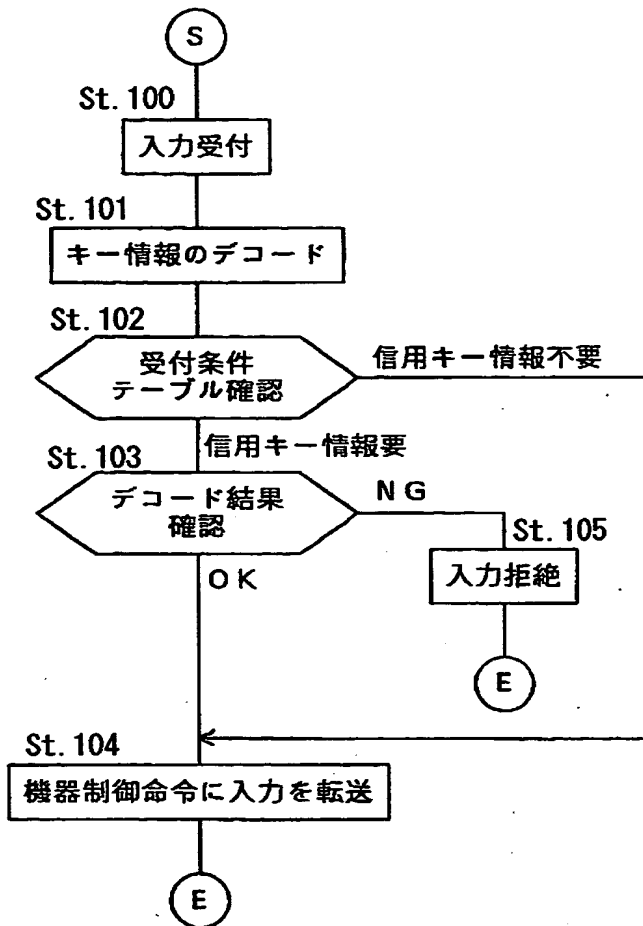 S
St.100
入力受付
St.101
キー情報のデコード
St.102
受付条件
テーブル確認
信用キー情報不要
信用キー情報要
St.103
デコード結果
確認
NG
OK
St.105
入力拒絶
E
St.104
機器制御命令に入力を転送
E